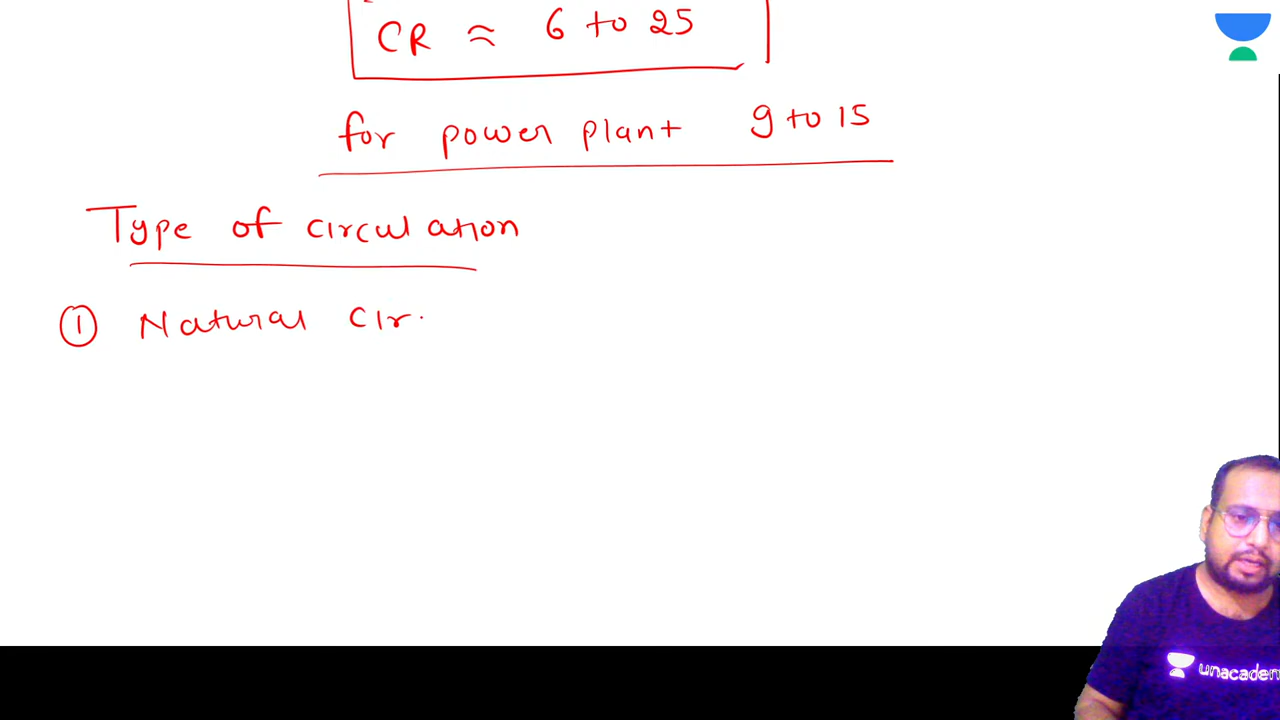 CR ≈ 6 to 25
for power plant 9 to 15
Type of circulation
① Natural Cir.
unacadem